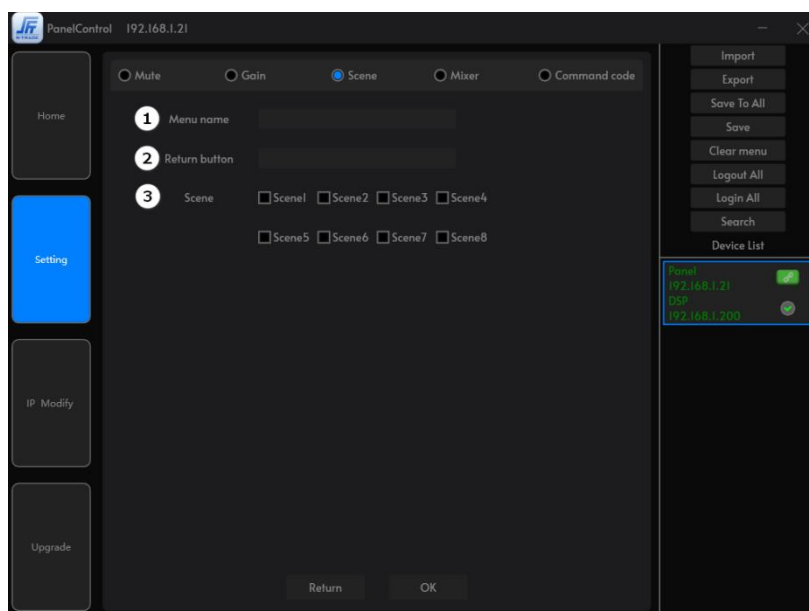 PanelControl 192.168.1.21
Home
Setting
IP Modify
Upgrade
Mute Gain Scene Mixer Command code
1 Menu name
2 Return button
3 Scene Scene1 Scene2 Scene3 Scene4
Scene5 Scene6 Scene7 Scene8
Return OK
Import
Export
Save To All
Save
Clear menu
Logout All
Login All
Search
Device List
Panel
192.168.1.21
DSP
192.168.1.200